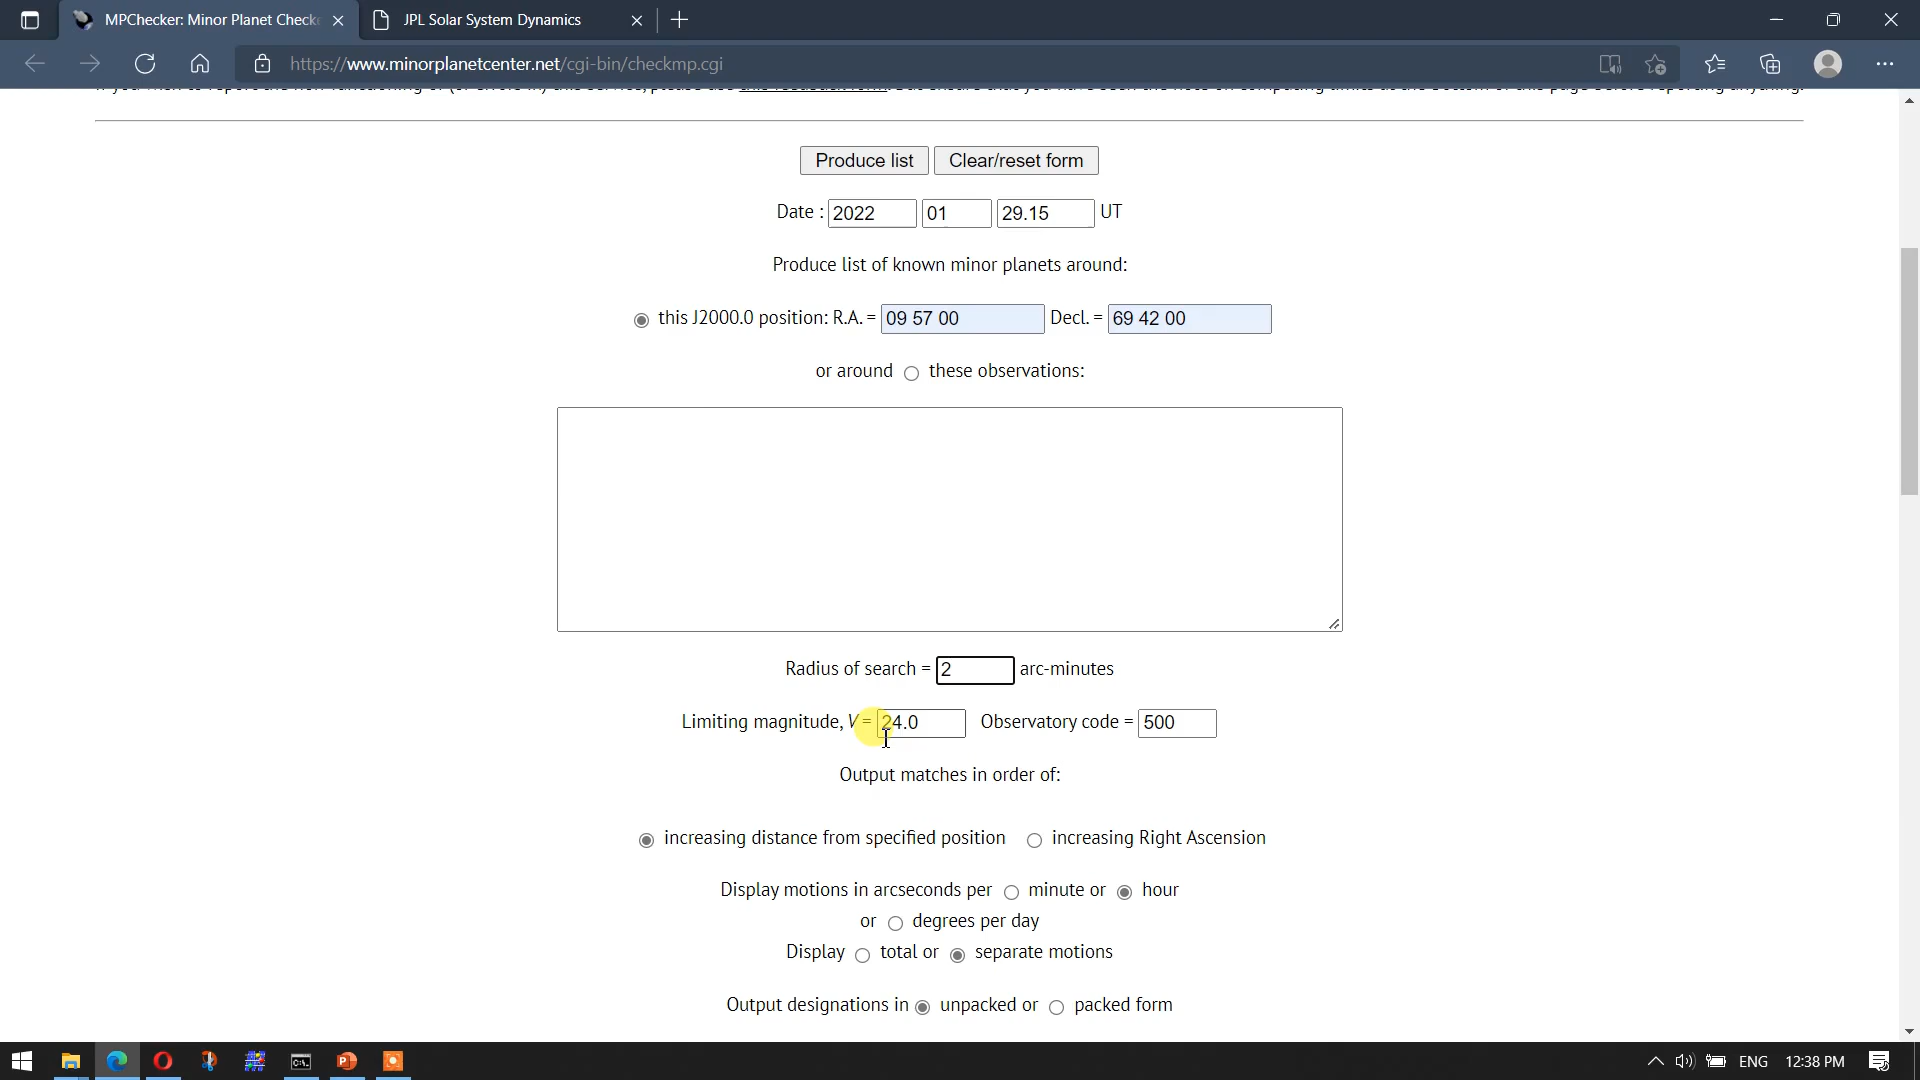 MPChecker: Minor Planet Check
JPL Solar System Dynamics
https://www.minorplanetcenter.net/cgi-bin/checkmp.cgi
Produce list Clear/reset form
Date : 2022 01 29.15 UT
Produce list of known minor planets around:
this J2000.0 position: R.A. = 09 57 00 Decl. = 69 42 00
or around these observations:
Radius of search = 2 arc-minutes
Limiting magnitude, V = 24.0 Observatory code = 500
Output matches in order of:
increasing distance from specified position increasing Right Ascension
Display motions in arcseconds per minute or hour
or degrees per day
Display total or separate motions
Output designations in unpacked or packed form
ENG 12:38 PM